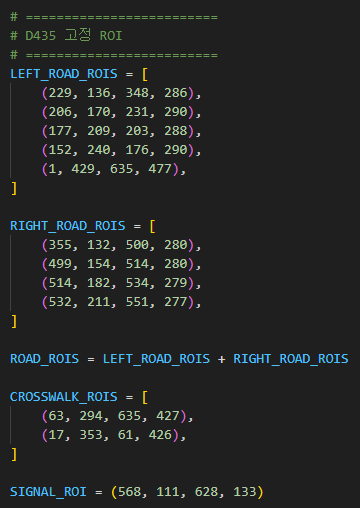 # =========================
# D435 고정 ROI
# =========================
LEFT_ROAD_ROIS = [
    (229, 136, 348, 286),
    (206, 170, 231, 290),
    (177, 209, 203, 288),
    (152, 240, 176, 290),
    (1, 429, 635, 477),
]
RIGHT_ROAD_ROIS = [
    (355, 132, 500, 280),
    (499, 154, 514, 280),
    (514, 182, 534, 279),
    (532, 211, 551, 277),
]
ROAD_ROIS = LEFT_ROAD_ROIS + RIGHT_ROAD_ROIS
CROSSWALK_ROIS = [
    (63, 294, 635, 427),
    (17, 353, 61, 426),
]
SIGNAL_ROI = (568, 111, 628, 133)